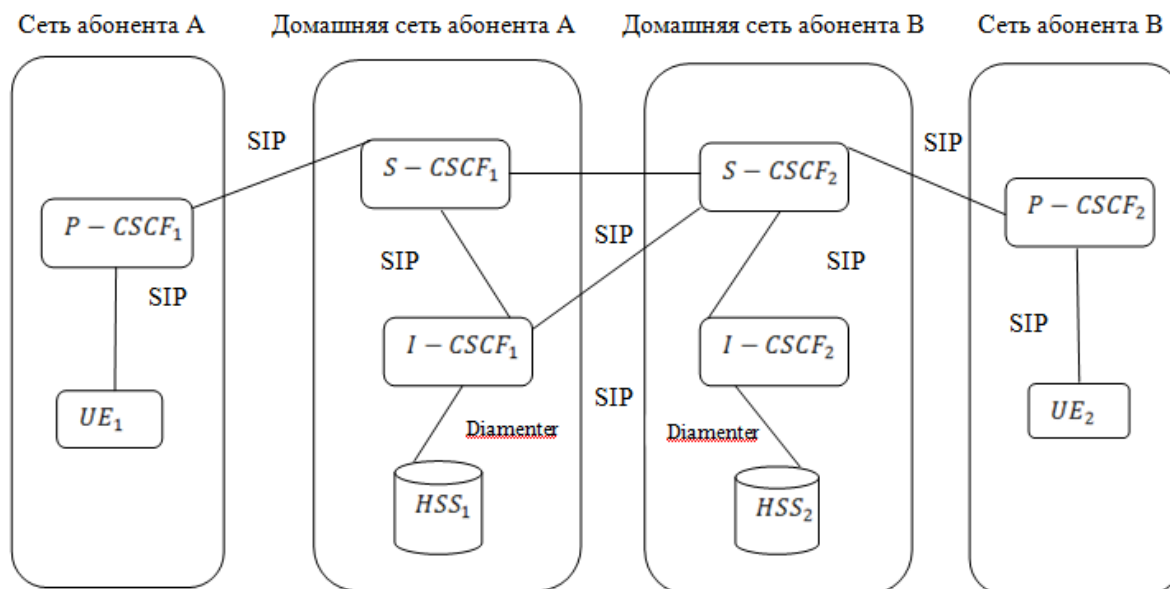 Сеть абонента А
Домашняя сеть абонента А
Домашняя сеть абонента В
Сеть абонента В
SIP
SIP
S − CSCF₁
S − CSCF₂
P − CSCF₁
P − CSCF₂
SIP
SIP
SIP
SIP
I − CSCF₁
I − CSCF₂
SIP
SIP
UE₁
UE₂
Diamenter
Diamenter
HSS₁
HSS₂